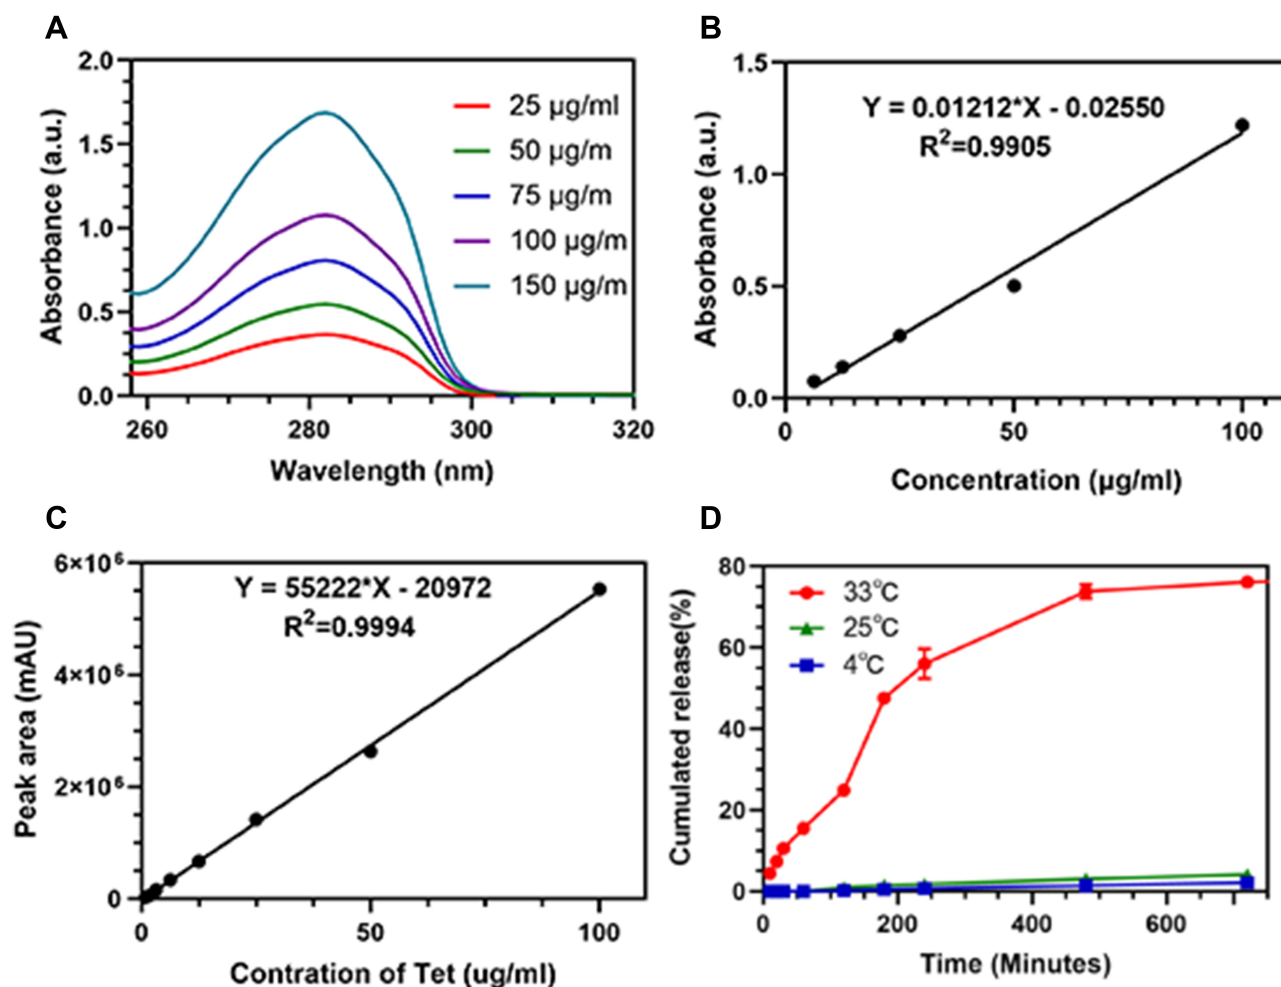 A
2.0
1.5
1.0
0.5
0.0
Absorbance (a.u.)
25 µg/ml
50 µg/m
75 µg/m
100 µg/m
150 µg/m
260
280
300
320
Wavelength (nm)
B
1.5
1.0
0.5
0.0
Absorbance (a.u.)
Y = 0.01212*X - 0.02550
R²=0.9905
0
50
100
Concentration (µg/ml)
C
6×10⁶
4×10⁶
2×10⁶
0
Peak area (mAU)
Y = 55222*X - 20972
R²=0.9994
0
50
100
Contration of Tet (ug/ml)
D
80
60
40
20
0
Cumulated release(%)
33°C
25°C
4°C
0
200
400
600
Time (Minutes)